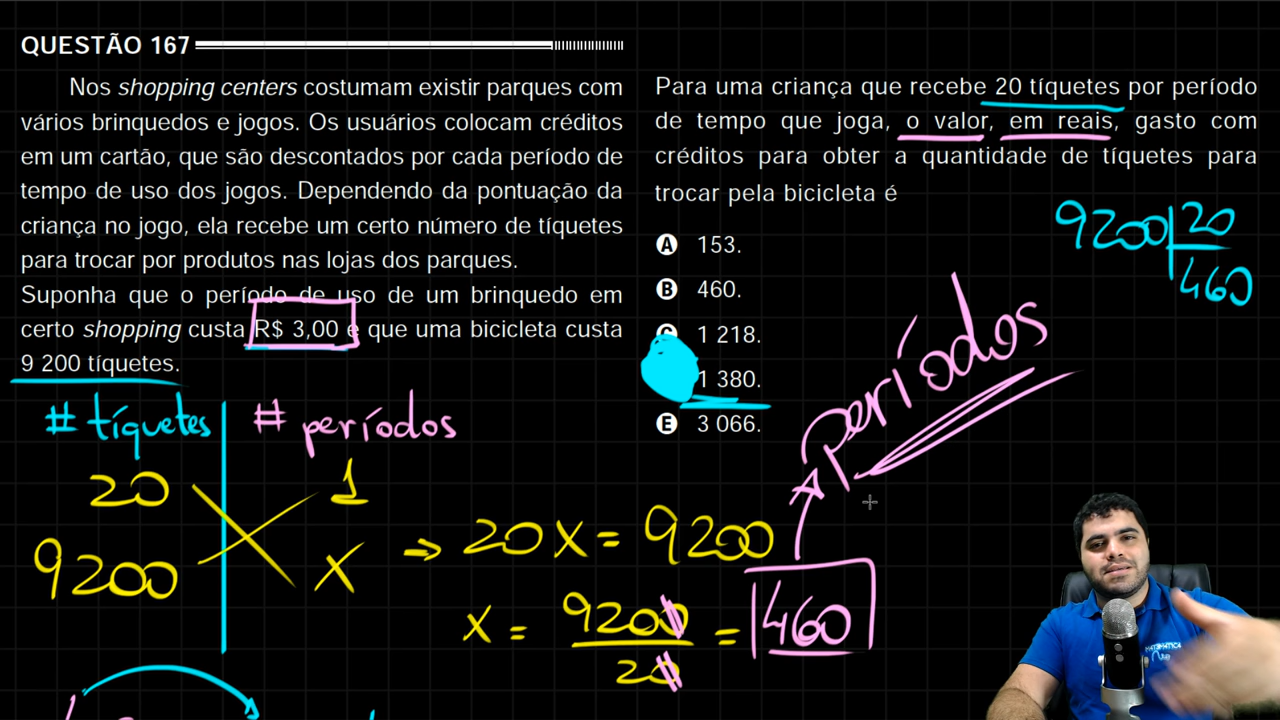 QUESTÃO 167
Nos shopping centers costumam existir parques com
vários brinquedos e jogos. Os usuários colocam créditos
em um cartão, que são descontados por cada período de
tempo de uso dos jogos. Dependendo da pontuação da
criança no jogo, ela recebe um certo número de tíquetes
para trocar por produtos nas lojas dos parques.
Suponha que o período de uso de um brinquedo em
certo shopping custa R$ 3,00 e que uma bicicleta custa
9 200 tíquetes.
# tíquetes # períodos
20 1
9200 x
⇒ 20x = 9200
x = 9200
20
= 460
Para uma criança que recebe 20 tíquetes por período
de tempo que joga, o valor, em reais, gasto com
créditos para obter a quantidade de tíquetes para
trocar pela bicicleta é
A 153.
B 460.
1 218.
1 380.
E 3 066.
9200 20
460
períodos
MATEMÁTICA